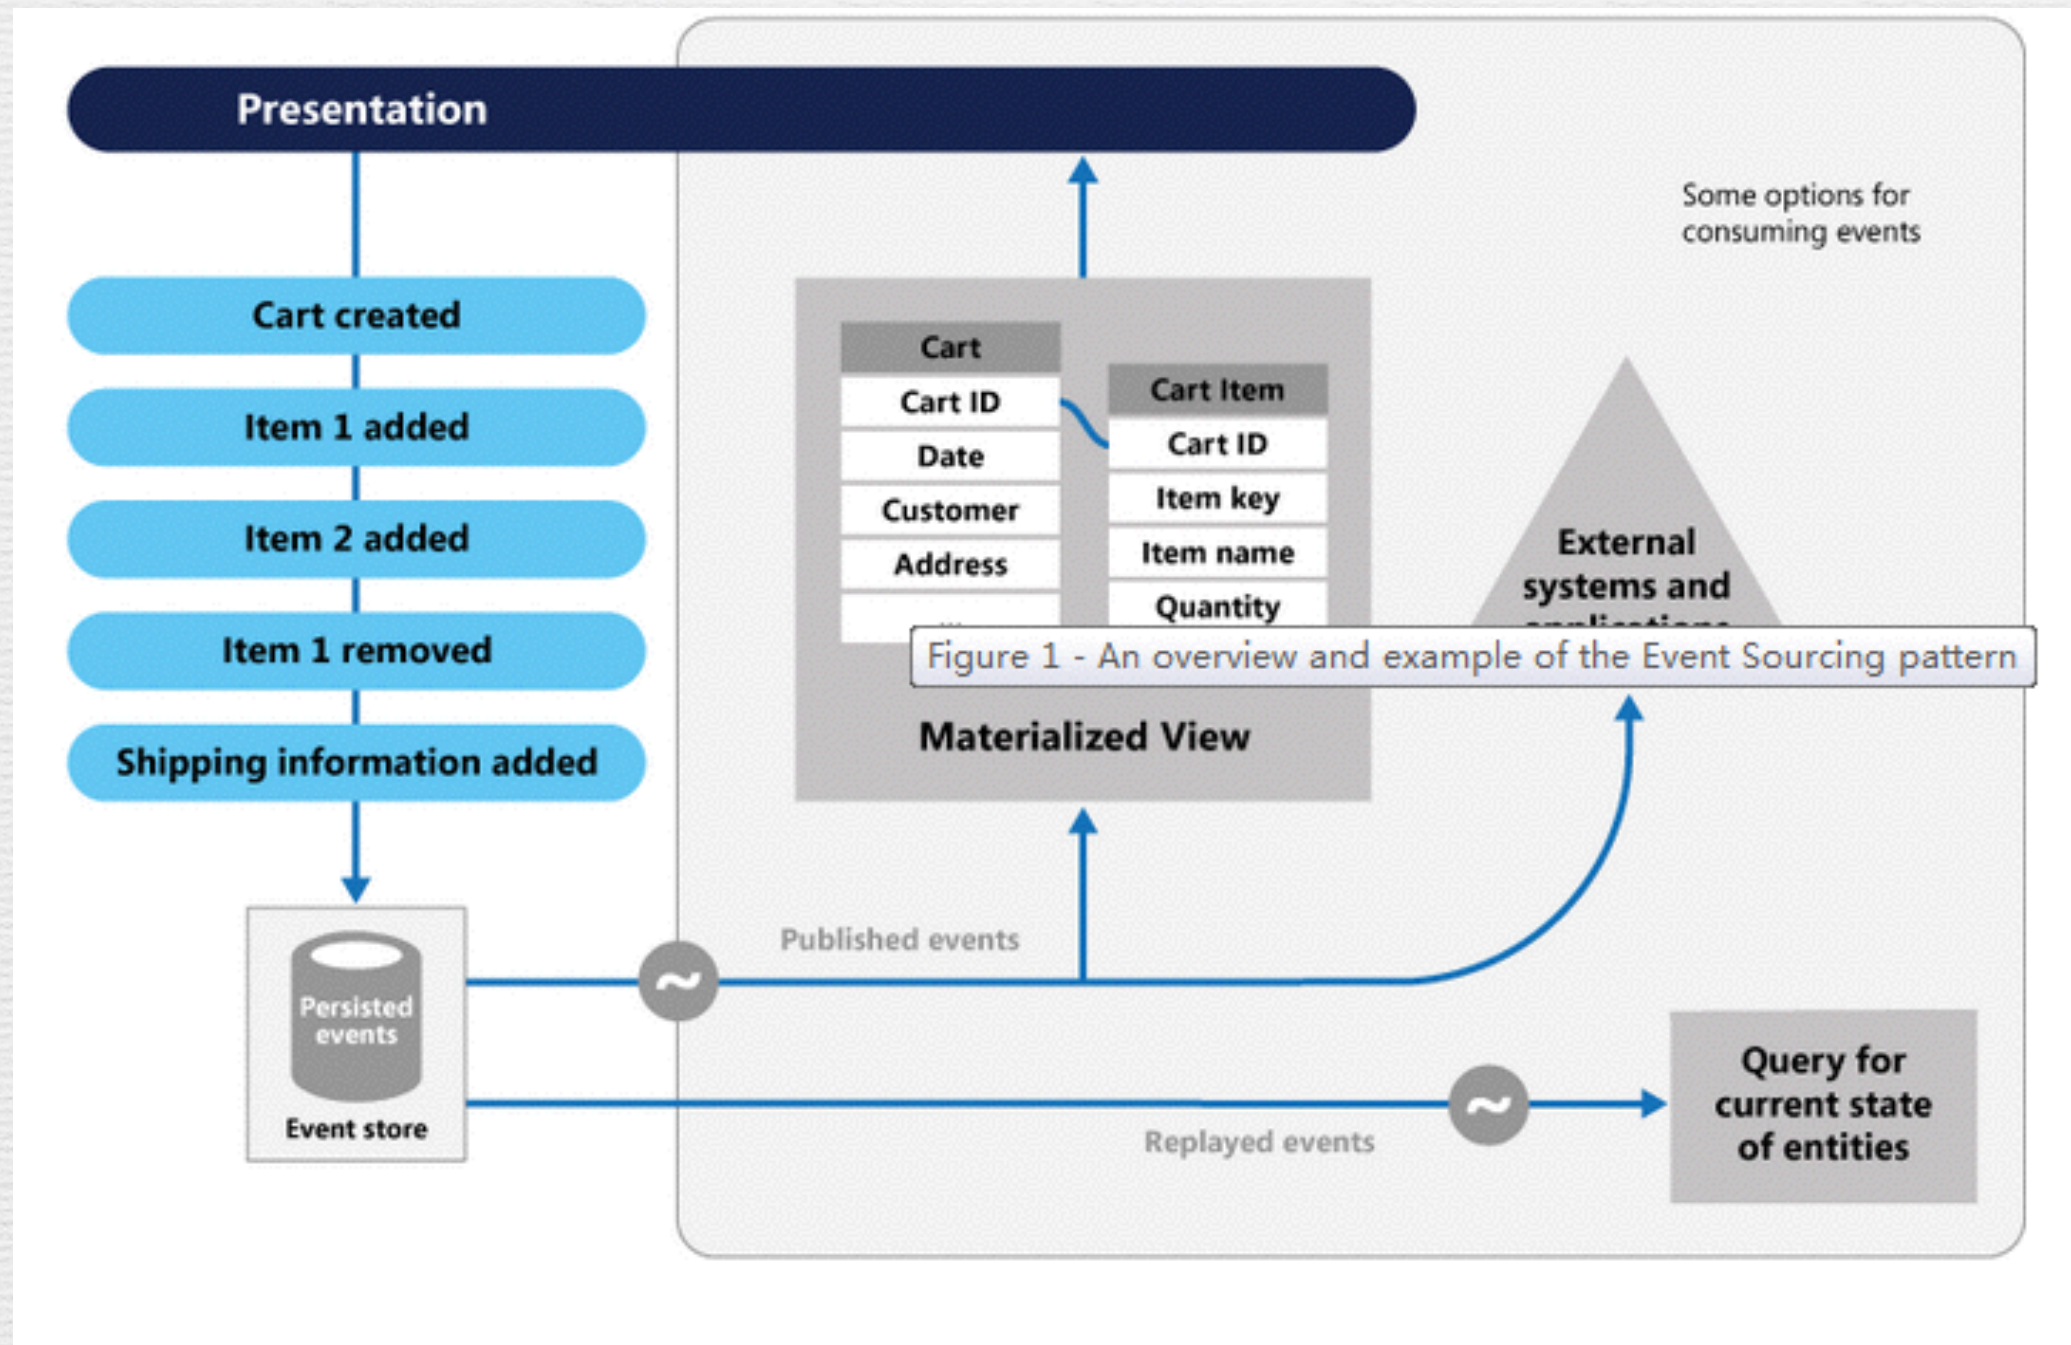 Presentation
Cart created
Item 1 added
Item 2 added
Item 1 removed
Shipping information added
Persisted
events
Event store
Some options for
consuming events
Cart
Cart ID
Date
Customer
Address
...
Cart Item
Cart ID
Item key
Item name
Quantity
External
systems and
applications
Figure 1 - An overview and example of the Event Sourcing pattern
Materialized View
Published events
~
~
Replayed events
Query for
current state
of entities